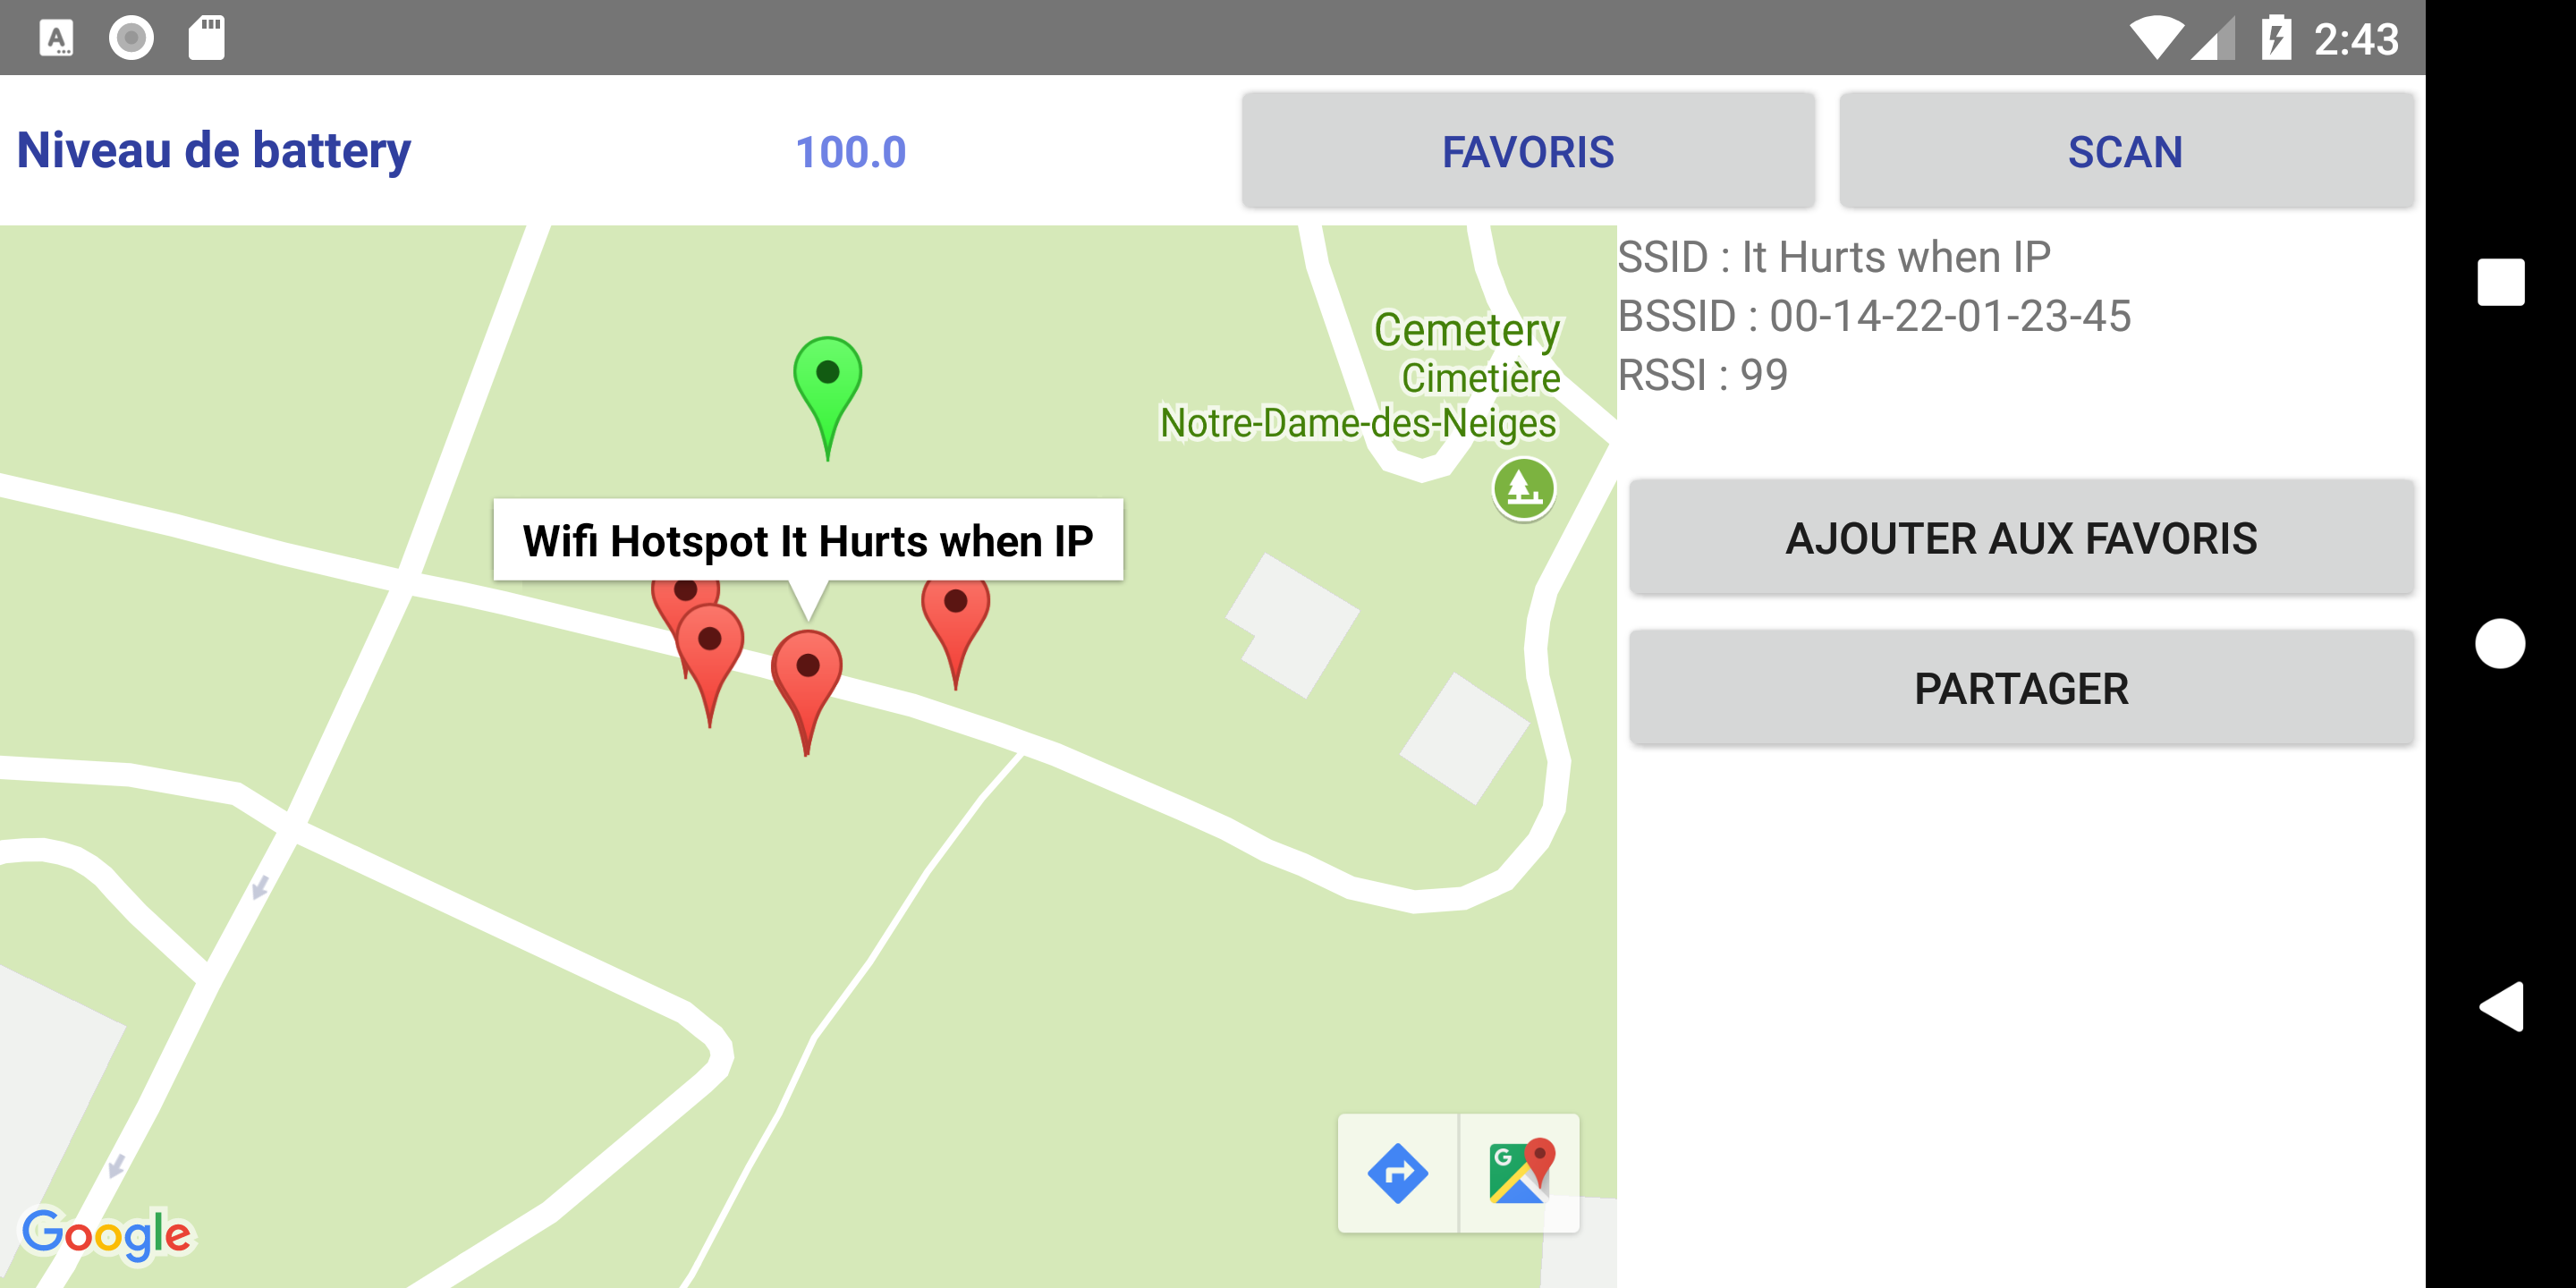 2:43
Niveau de battery
100.0
FAVORIS
SCAN
SSID : It Hurts when IP
BSSID : 00-14-22-01-23-45
RSSI : 99
Cemetery
Cimetière
Notre-Dame-des-Neiges
Wifi Hotspot It Hurts when IP
AJOUTER AUX FAVORIS
PARTAGER
Google